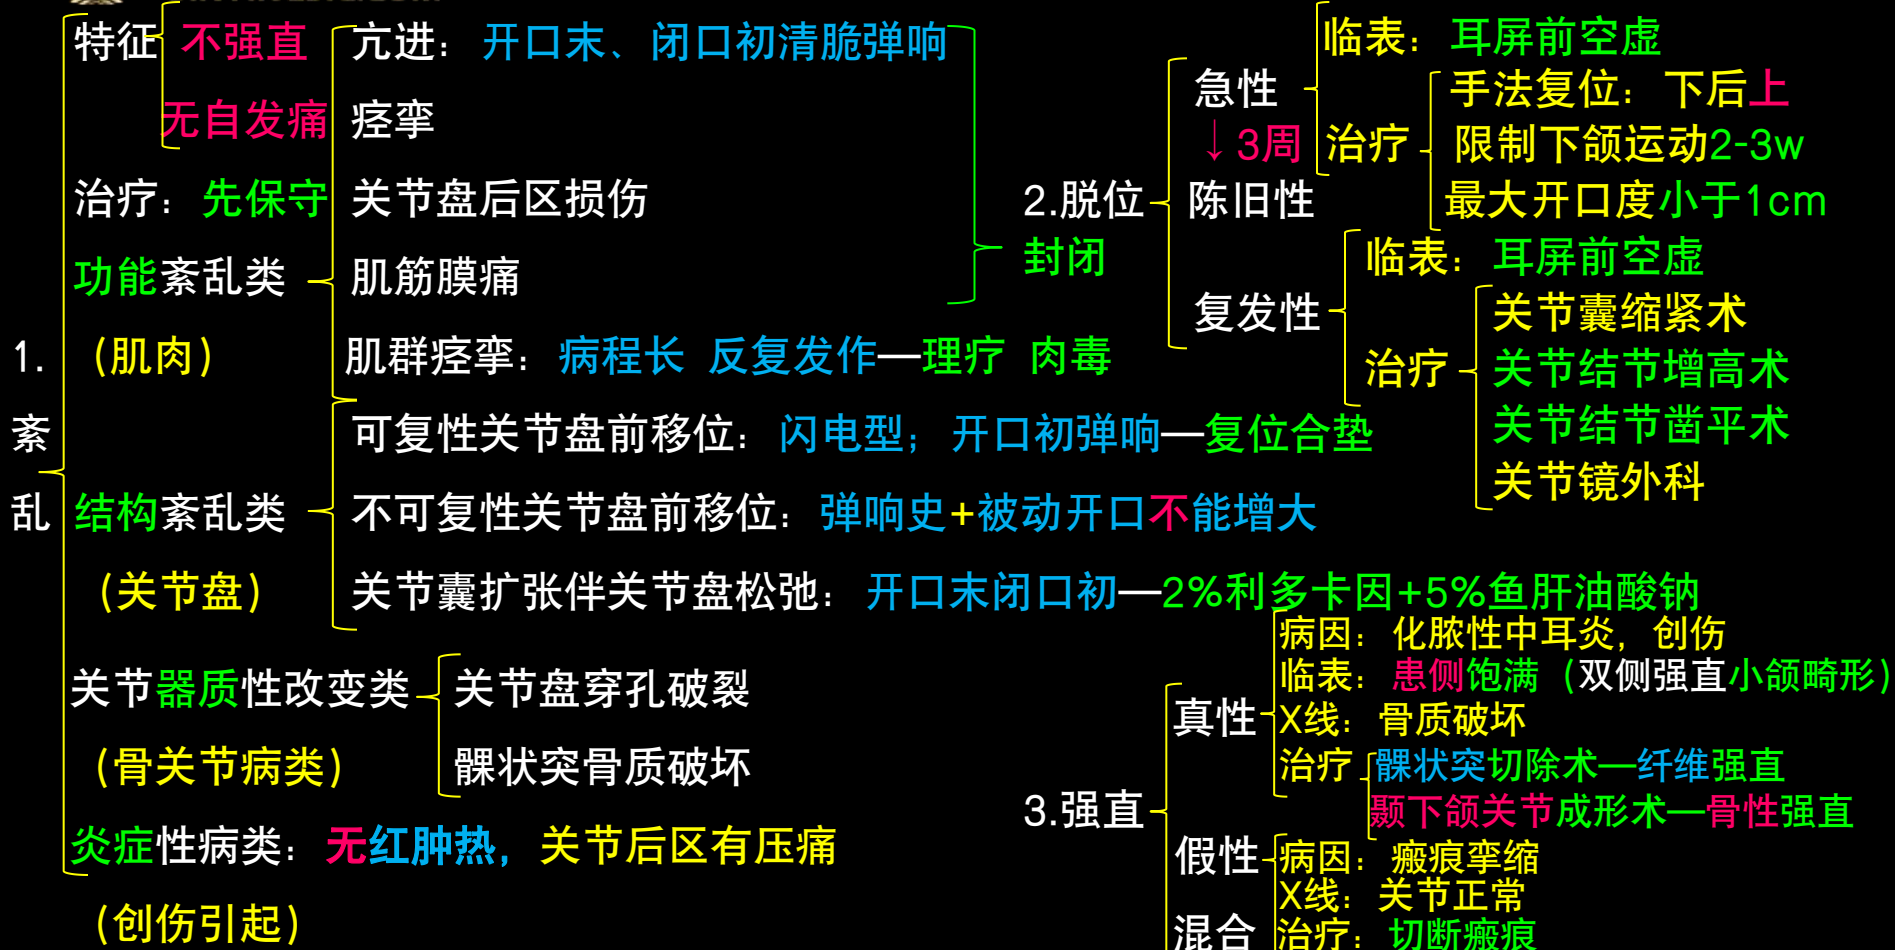 1.
紊
乱
特征
不强直
无自发痛
治疗：先保守
功能紊乱类
（肌肉）
亢进：开口末、闭口初清脆弹响
痉挛
关节盘后区损伤
肌筋膜痛
封闭
肌群痉挛：病程长 反复发作—理疗 肉毒
结构紊乱类
（关节盘）
可复性关节盘前移位：闪电型；开口初弹响—复位合垫
不可复性关节盘前移位：弹响史+被动开口不能增大
关节囊扩张伴关节盘松弛：开口末闭口初—2%利多卡因+5%鱼肝油酸钠
关节器质性改变类
（骨关节病类）
关节盘穿孔破裂
髁状突骨质破坏
炎症性病类：无红肿热，关节后区有压痛
（创伤引起）
2.脱位
急性
↓3周
陈旧性
临表：耳屏前空虚
治疗
手法复位：下后上
限制下颌运动2-3w
最大开口度小于1cm
复发性
临表：耳屏前空虚
治疗
关节囊缩紧术
关节结节增高术
关节结节凿平术
关节镜外科
3.强直
真性
病因：化脓性中耳炎，创伤
临表：患侧饱满（双侧强直小颌畸形）
X线：骨质破坏
治疗
髁状突切除术—纤维强直
颞下颌关节成形术—骨性强直
假性
病因：瘢痕挛缩
X线：关节正常
治疗：切断瘢痕
混合